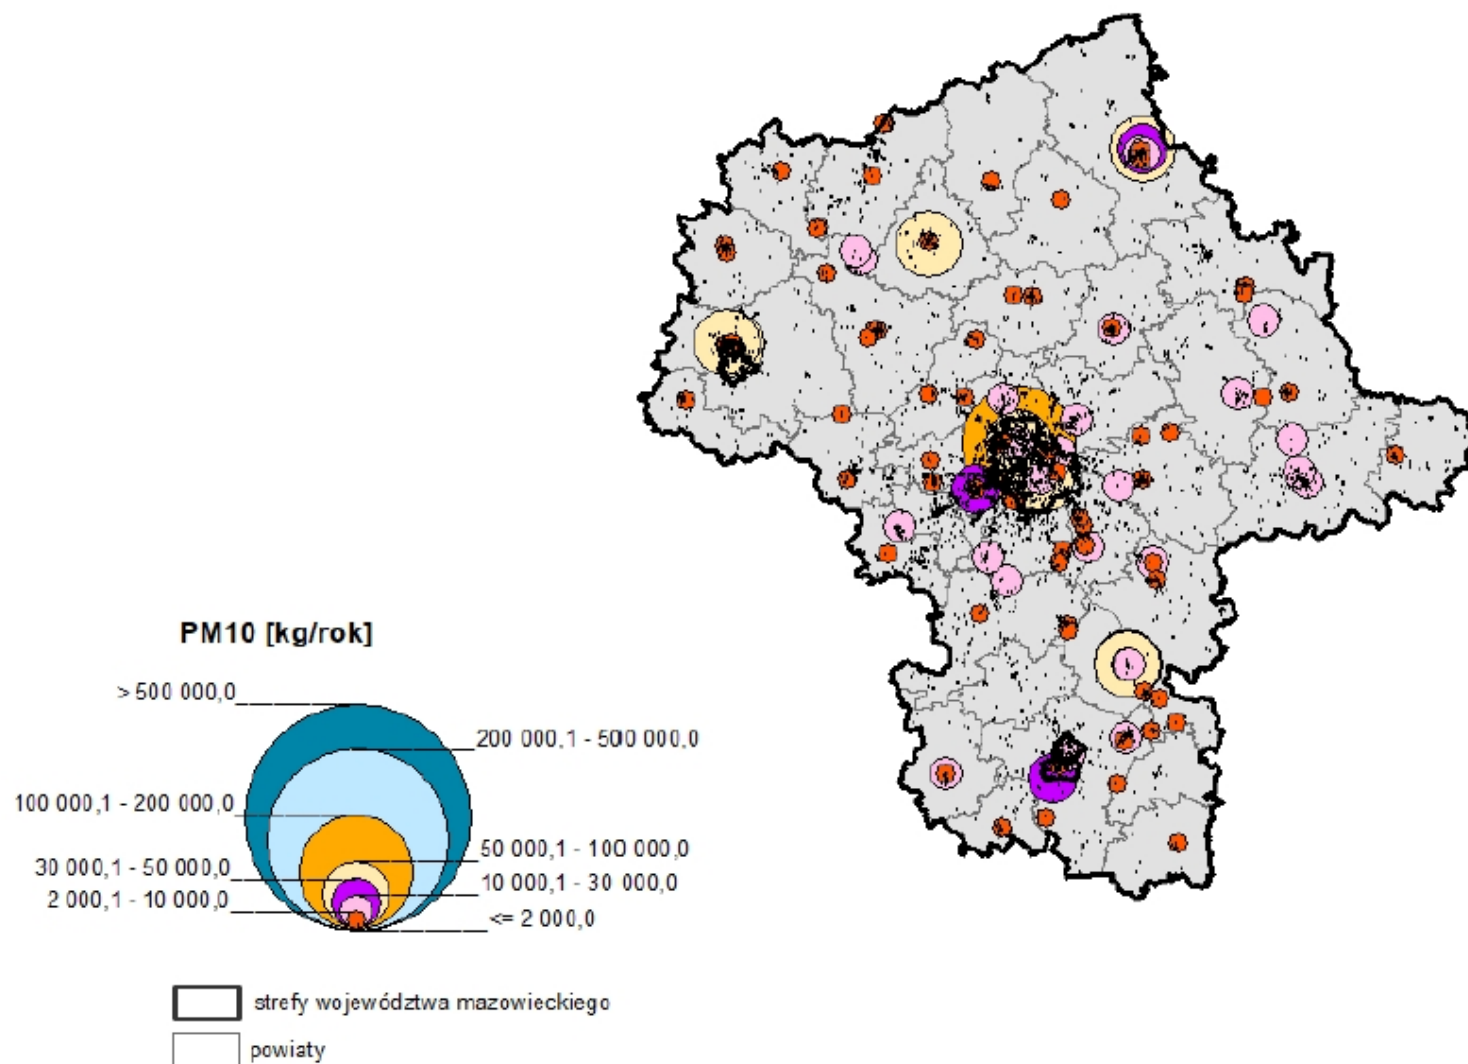 PM10 [kg/rok]
> 500 000,0
200 000,1 - 500 000,0
100 000,1 - 200 000,0
50 000,1 - 100 000,0
30 000,1 - 50 000,0
10 000,1 - 30 000,0
2 000,1 - 10 000,0
<= 2 000,0
strefy województwa mazowieckiego
powiaty